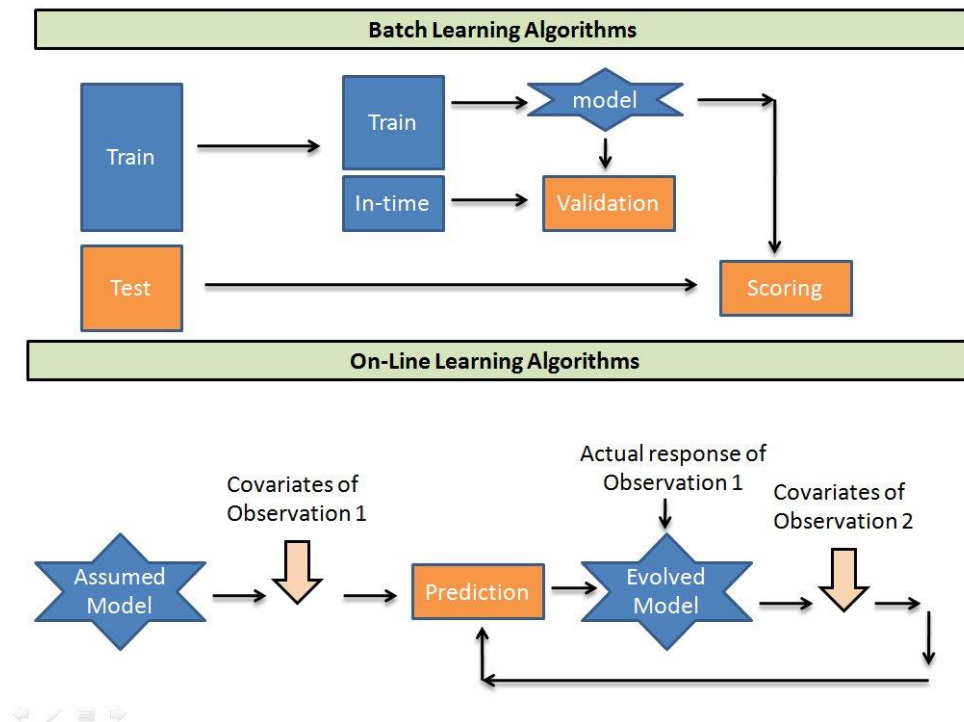 Batch Learning Algorithms
Train
Train
model
In-time
Validation
Test
Scoring
On-Line Learning Algorithms
Actual response of
Observation 1
Covariates of
Observation 1
Covariates of
Observation 2
Assumed
Model
Prediction
Evolved
Model